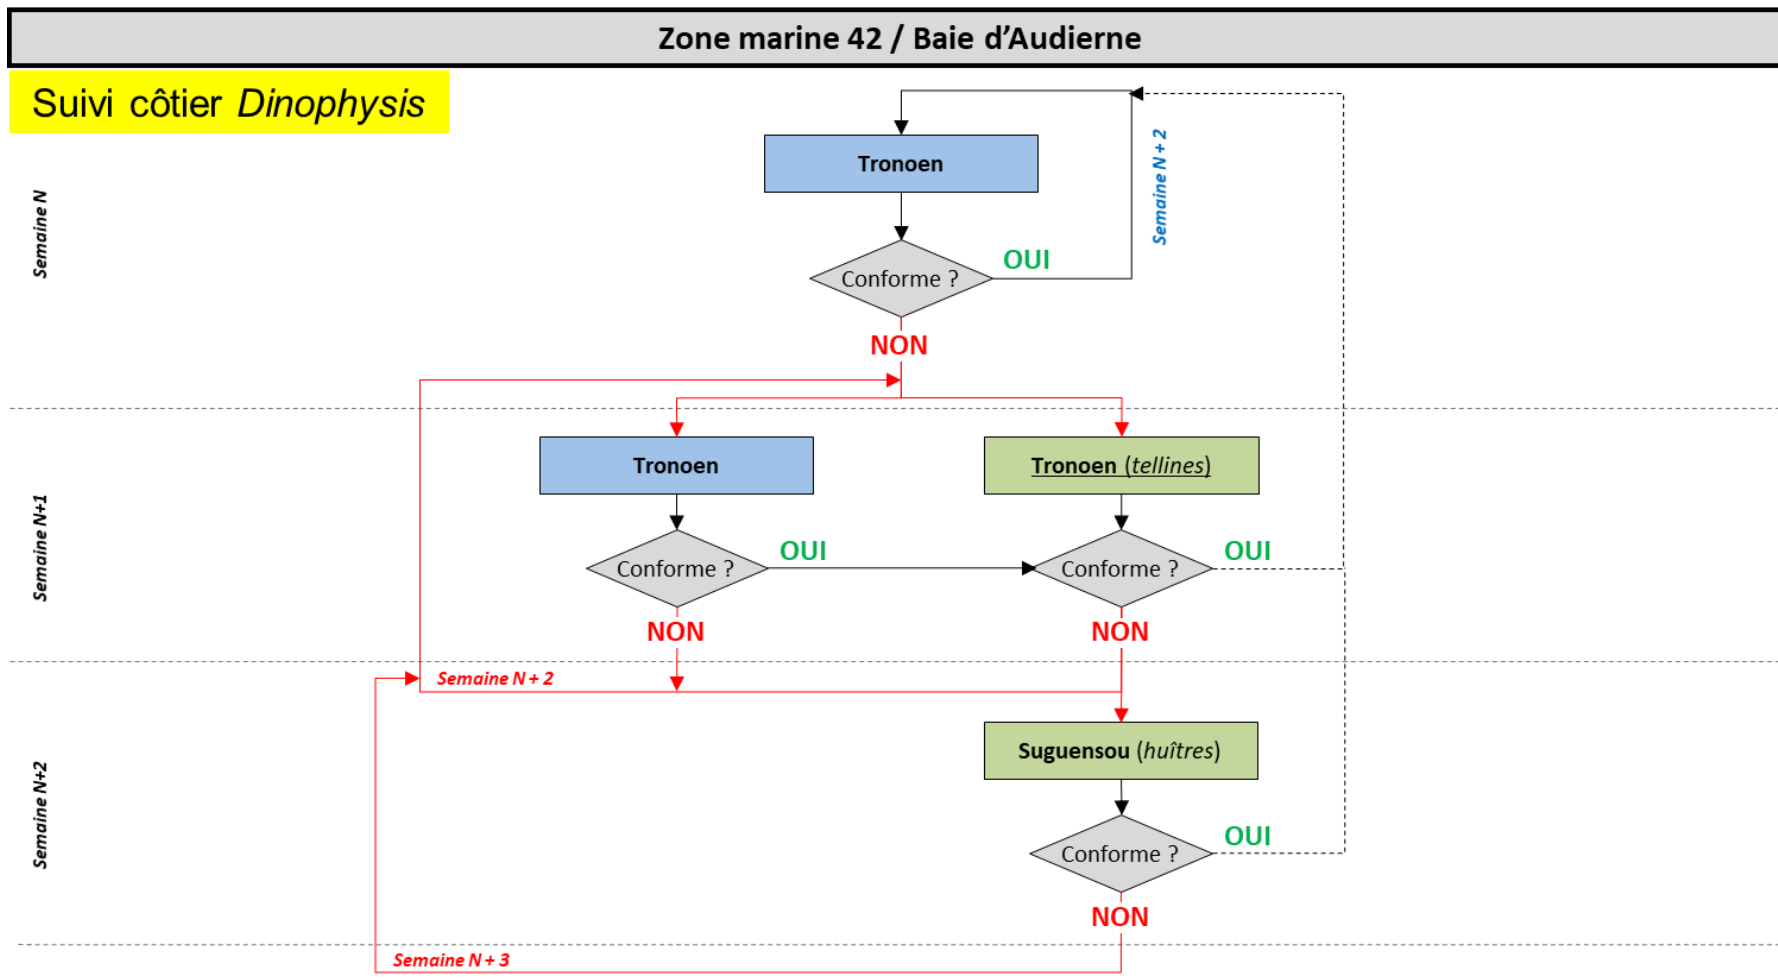 Zone marine 42 / Baie d'Audierne
Suivi côtier Dinophysis
Semaine N
Tronoen
Semaine N + 2
Conforme ?
OUI
NON
Semaine N+1
Tronoen
Tronoen (tellines)
Conforme ?
OUI
Conforme ?
OUI
NON
NON
Semaine N + 2
Semaine N+2
Suguensou (huîtres)
Conforme ?
OUI
NON
Semaine N + 3